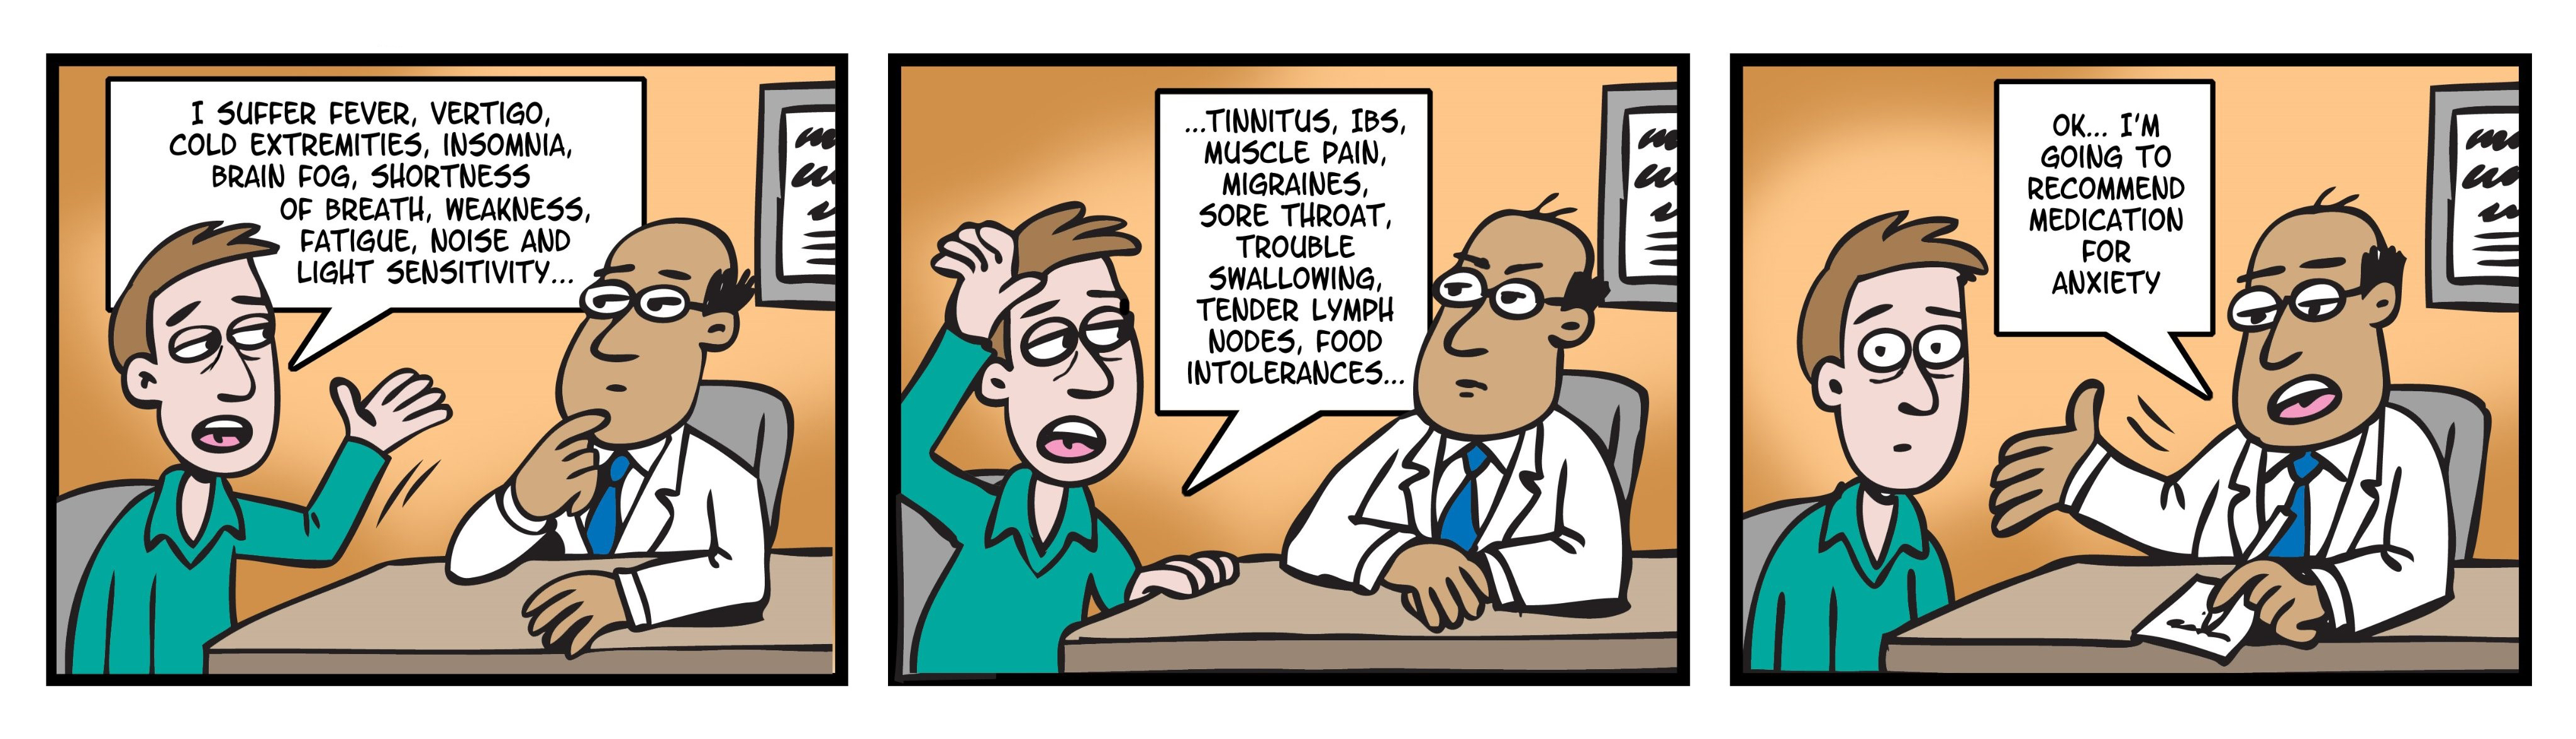 I SUFFER FEVER, VERTIGO,
COLD EXTREMITIES, INSOMNIA,
BRAIN FOG, SHORTNESS
OF BREATH, WEAKNESS,
FATIGUE, NOISE AND
LIGHT SENSITIVITY...
...TINNITUS, IBS,
MUSCLE PAIN,
MIGRAINES,
SORE THROAT,
TROUBLE
SWALLOWING,
TENDER LYMPH
NODES, FOOD
INTOLERANCES...
OK... I'M
GOING TO
RECOMMEND
MEDICATION
FOR
ANXIETY